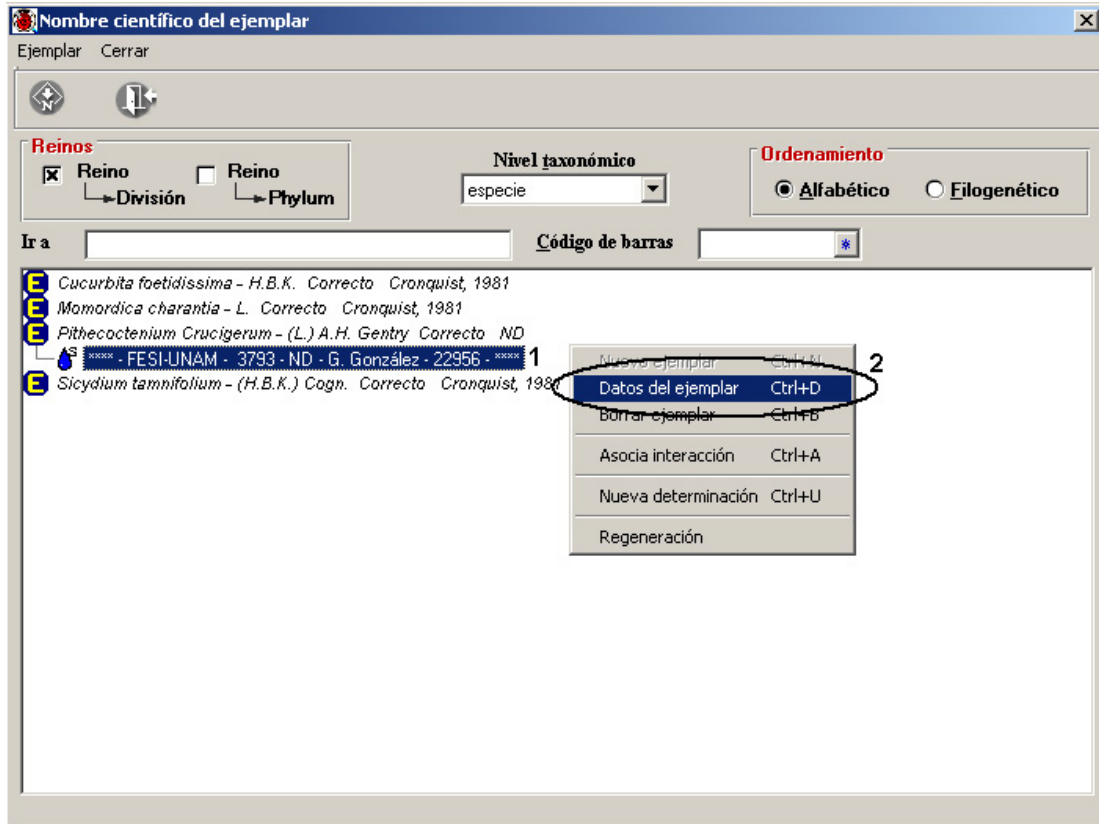 Nombre científico del ejemplar
Ejemplar Cerrar
N
Reinos
Reino División
Reino Phylum
Nivel taxonómico
especie
Ordenamiento
Alfabético
Filogenético
Ir a
Código de barras
*
E Cucurbita foetidissima - H.B.K. Correcto Cronquist, 1981
E Momordica charantia - L. Correcto Cronquist, 1981
E Pithecoctenium Crucigerum - (L.) A.H. Gentry Correcto ND
S **** - FESI-UNAM - 3793 - ND - G. González - 22956 - **** 1
E Sicydium tamnifolium - (H.B.K.) Cogn. Correcto Cronquist, 1981
Nuevo ejemplar Ctrl+N 2
Datos del ejemplar Ctrl+D
Borrar ejemplar Ctrl+B
Asocia interacción Ctrl+A
Nueva determinación Ctrl+U
Regeneración